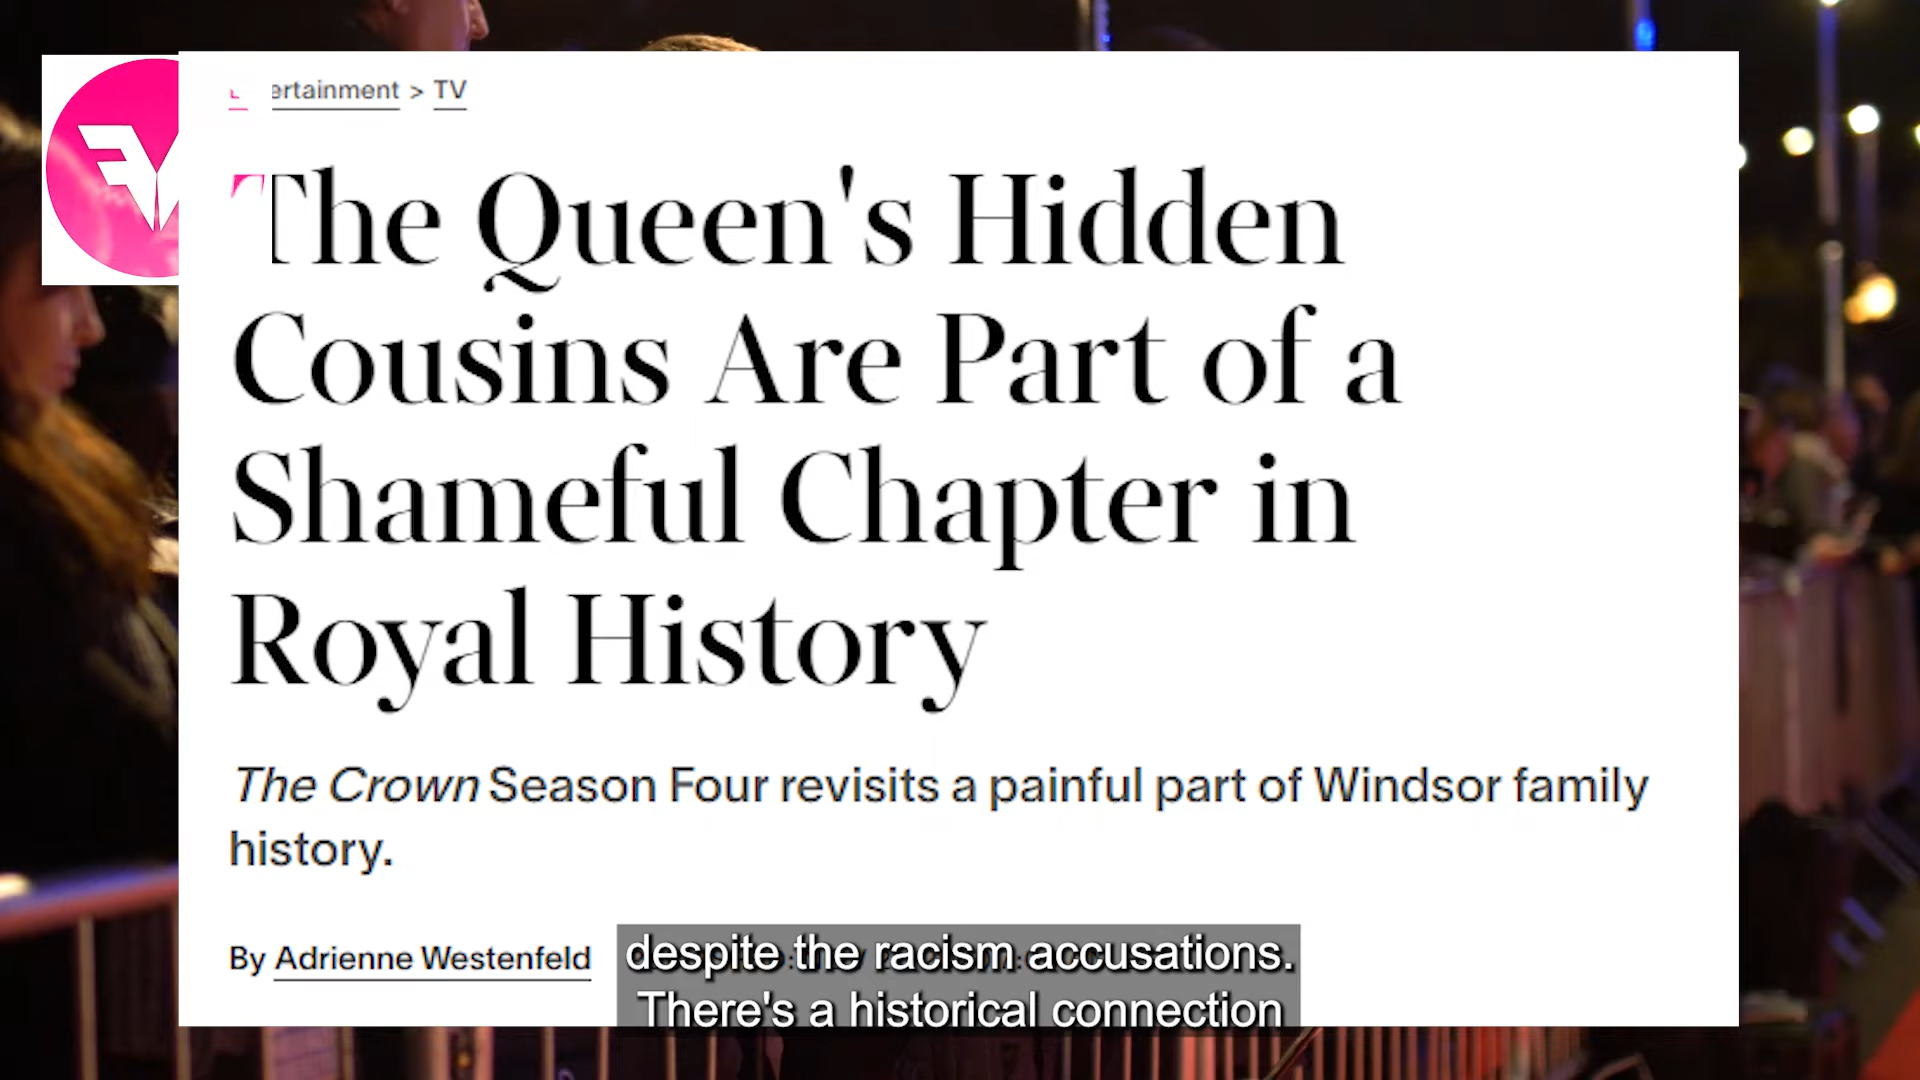 ertainment > TV
The Queen's Hidden
Cousins Are Part of a
Shameful Chapter in
Royal History
The Crown Season Four revisits a painful part of Windsor family
history.
By Adrienne Westenfeld
despite the racism accusations.
There's a historical connection